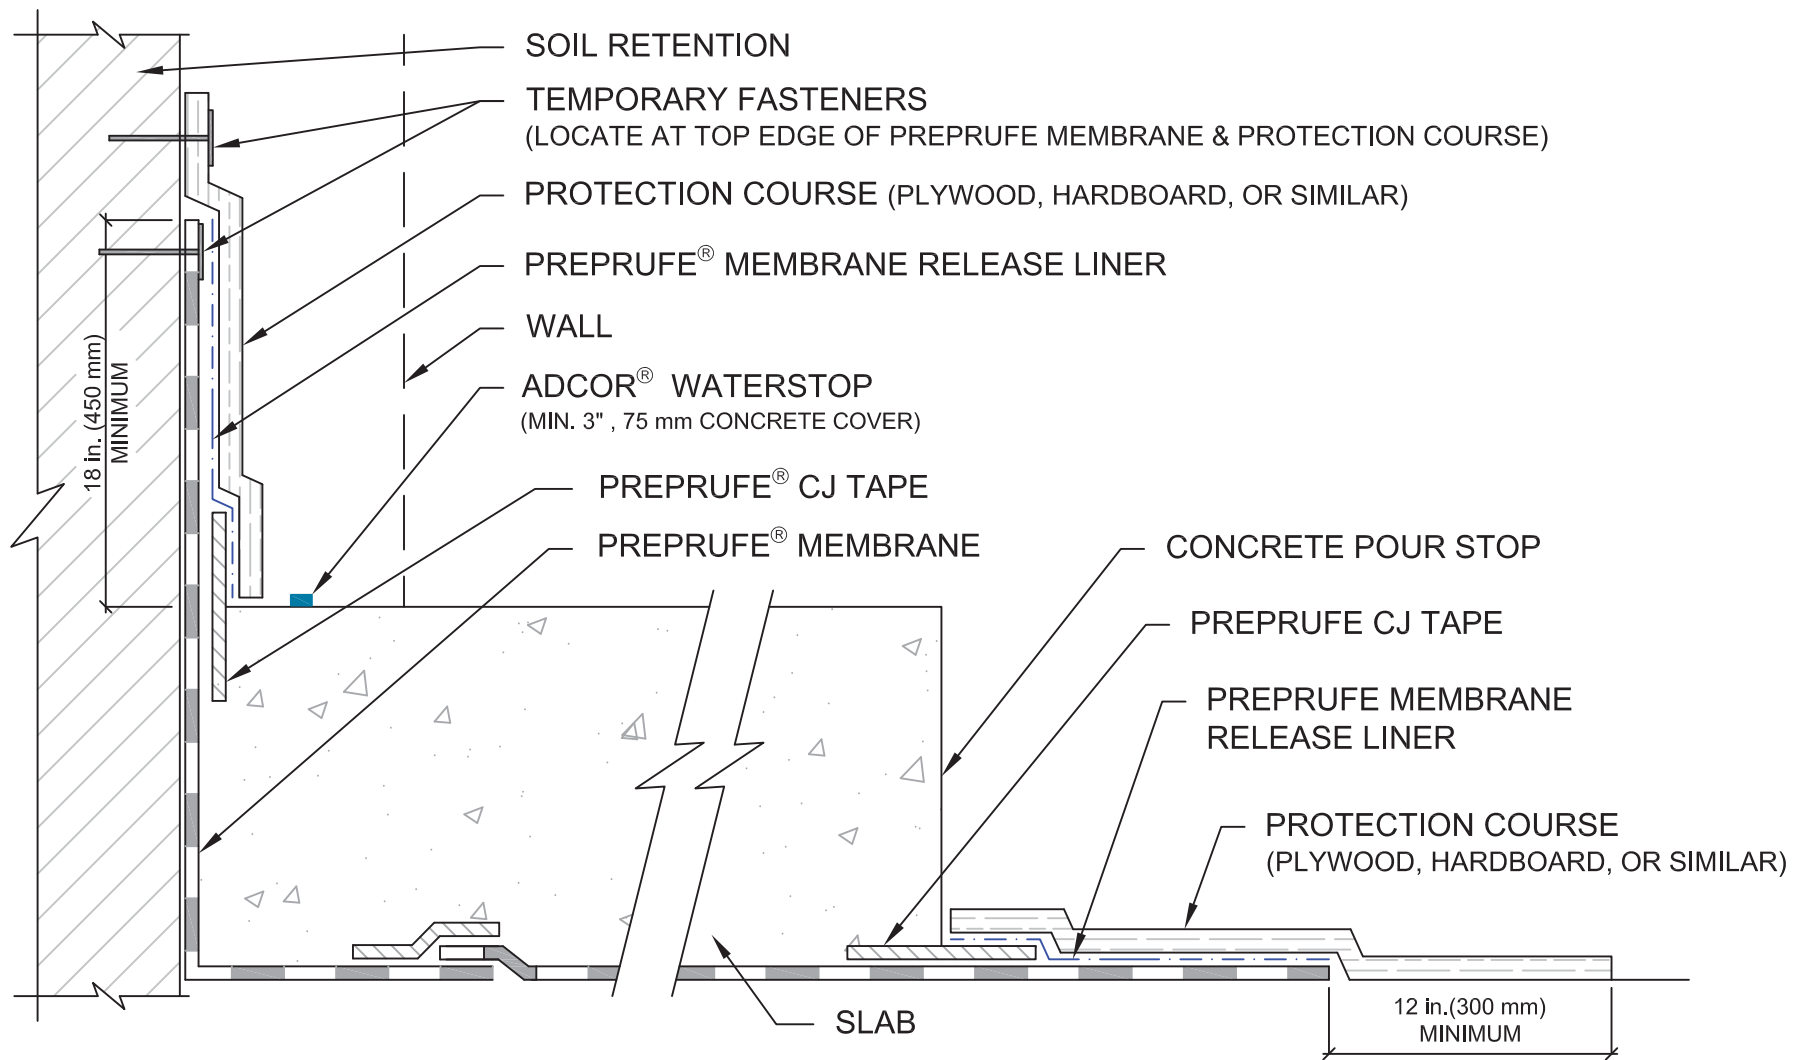 SOIL RETENTION
TEMPORARY FASTENERS
(LOCATE AT TOP EDGE OF PREPRUFE MEMBRANE & PROTECTION COURSE)
PROTECTION COURSE (PLYWOOD, HARDBOARD, OR SIMILAR)
PREPRUFE® MEMBRANE RELEASE LINER
WALL
ADCOR® WATERSTOP
(MIN. 3" , 75 mm CONCRETE COVER)
18 in. (450 mm)
MINIMUM
PREPRUFE® CJ TAPE
PREPRUFE® MEMBRANE
CONCRETE POUR STOP
PREPRUFE CJ TAPE
PREPRUFE MEMBRANE
RELEASE LINER
PROTECTION COURSE
(PLYWOOD, HARDBOARD, OR SIMILAR)
SLAB
12 in.(300 mm)
MINIMUM